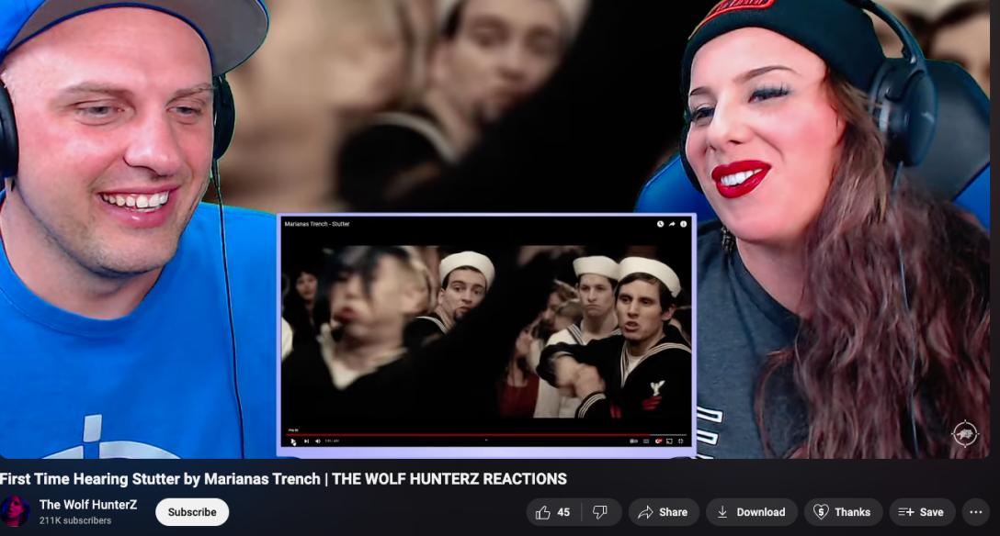 Marianas Trench - Stutter
First Time Hearing Stutter by Marianas Trench | THE WOLF HUNTERZ REACTIONS
The Wolf HunterZ
211K subscribers
Subscribe
45
Share
Download
Thanks
Save